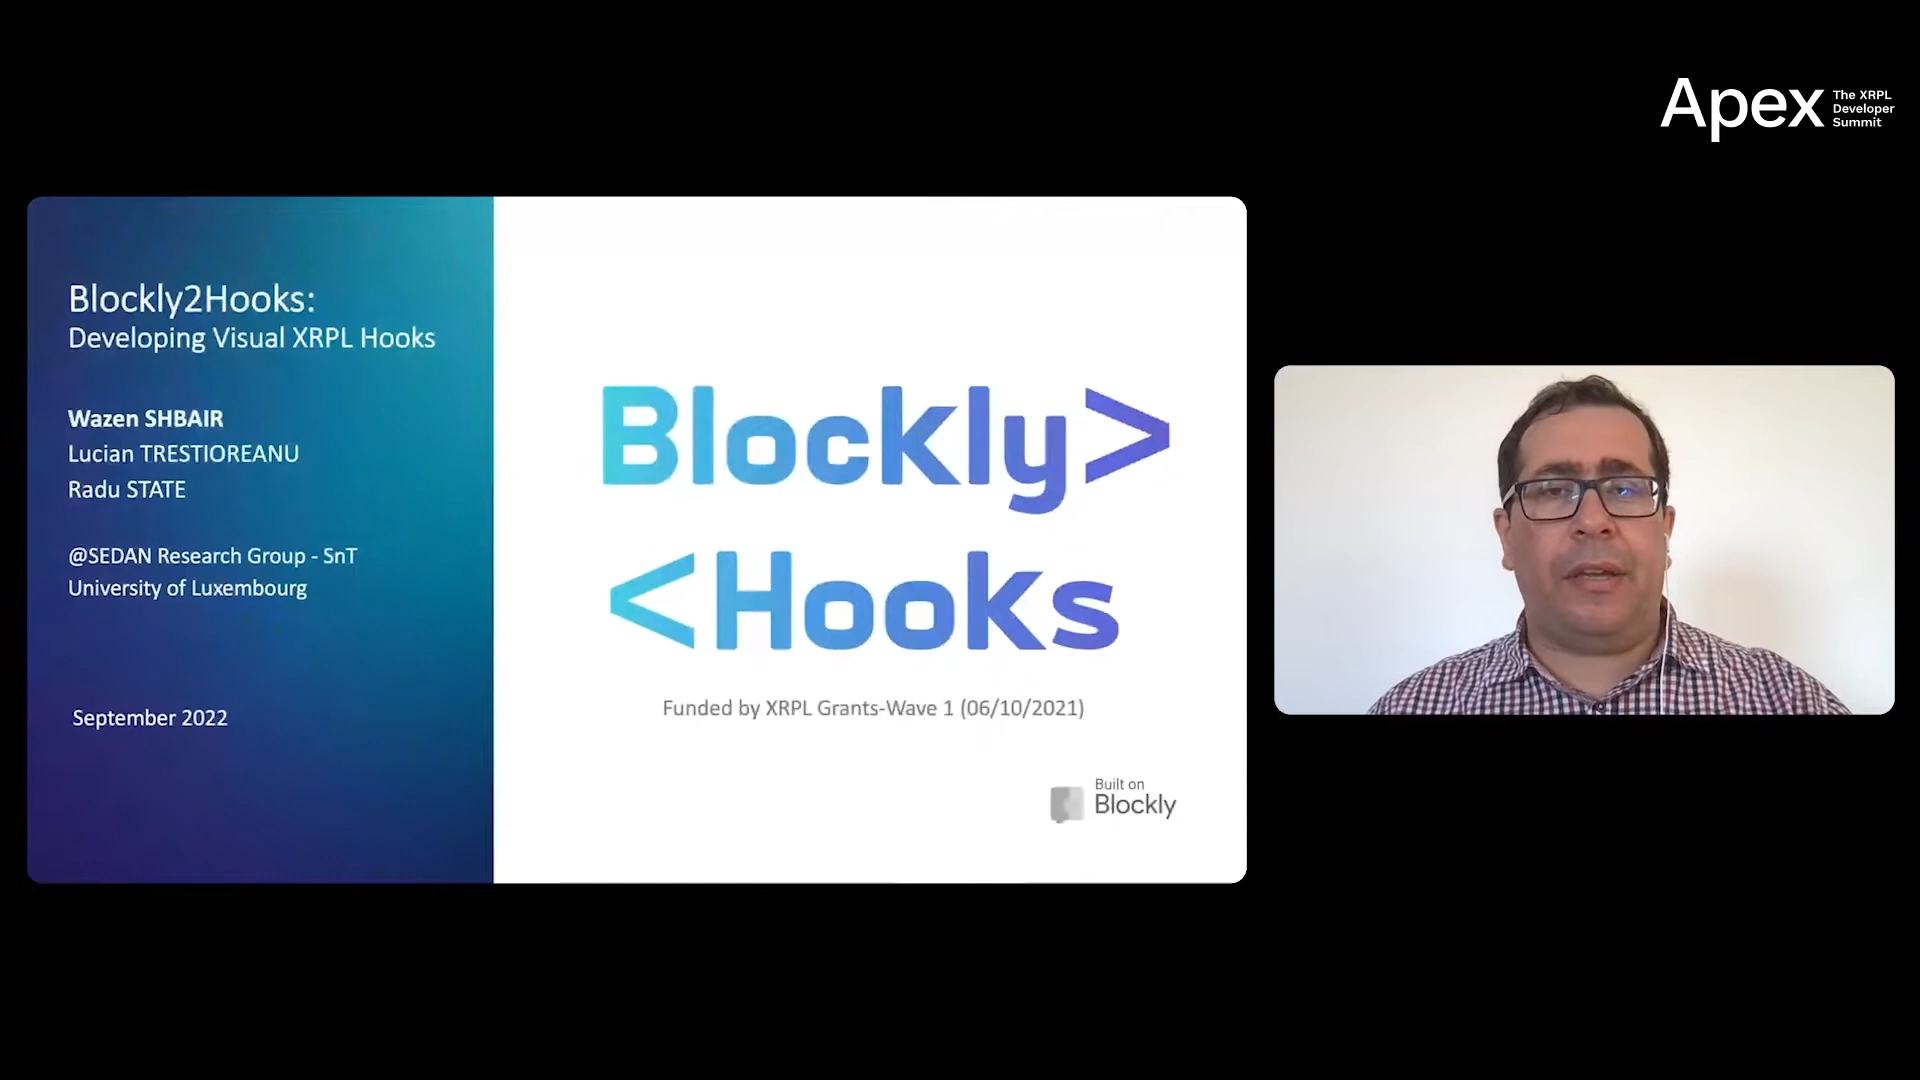 Apex
The XRPL
Developer
Summit
Blockly2Hooks:
Developing Visual XRPL Hooks
Wazen SHBAIR
Lucian TRESTIOREANU
Radu STATE
@SEDAN Research Group - SnT
University of Luxembourg
September 2022
Blockly>
<Hooks
Funded by XRPL Grants-Wave 1 (06/10/2021)
Built on
Blockly